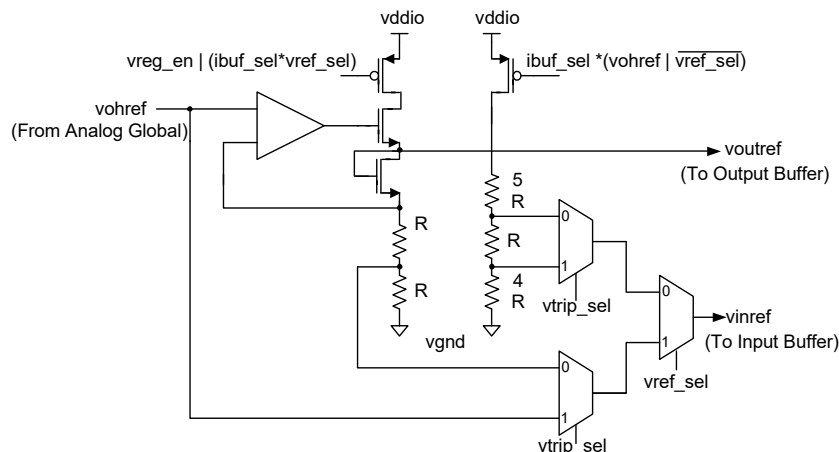 vddio
vddio
vreg_en | (ibuf_sel*vref_sel)
ibuf_sel *(vohref | vref_sel)
vohref
(From Analog Global)
voutref
(To Output Buffer)
5
R
0
R
R
1
0
4
R
R
vtrip_sel
vinref
1
(To Input Buffer)
vgnd
0
vref_sel
1
vtrip_sel